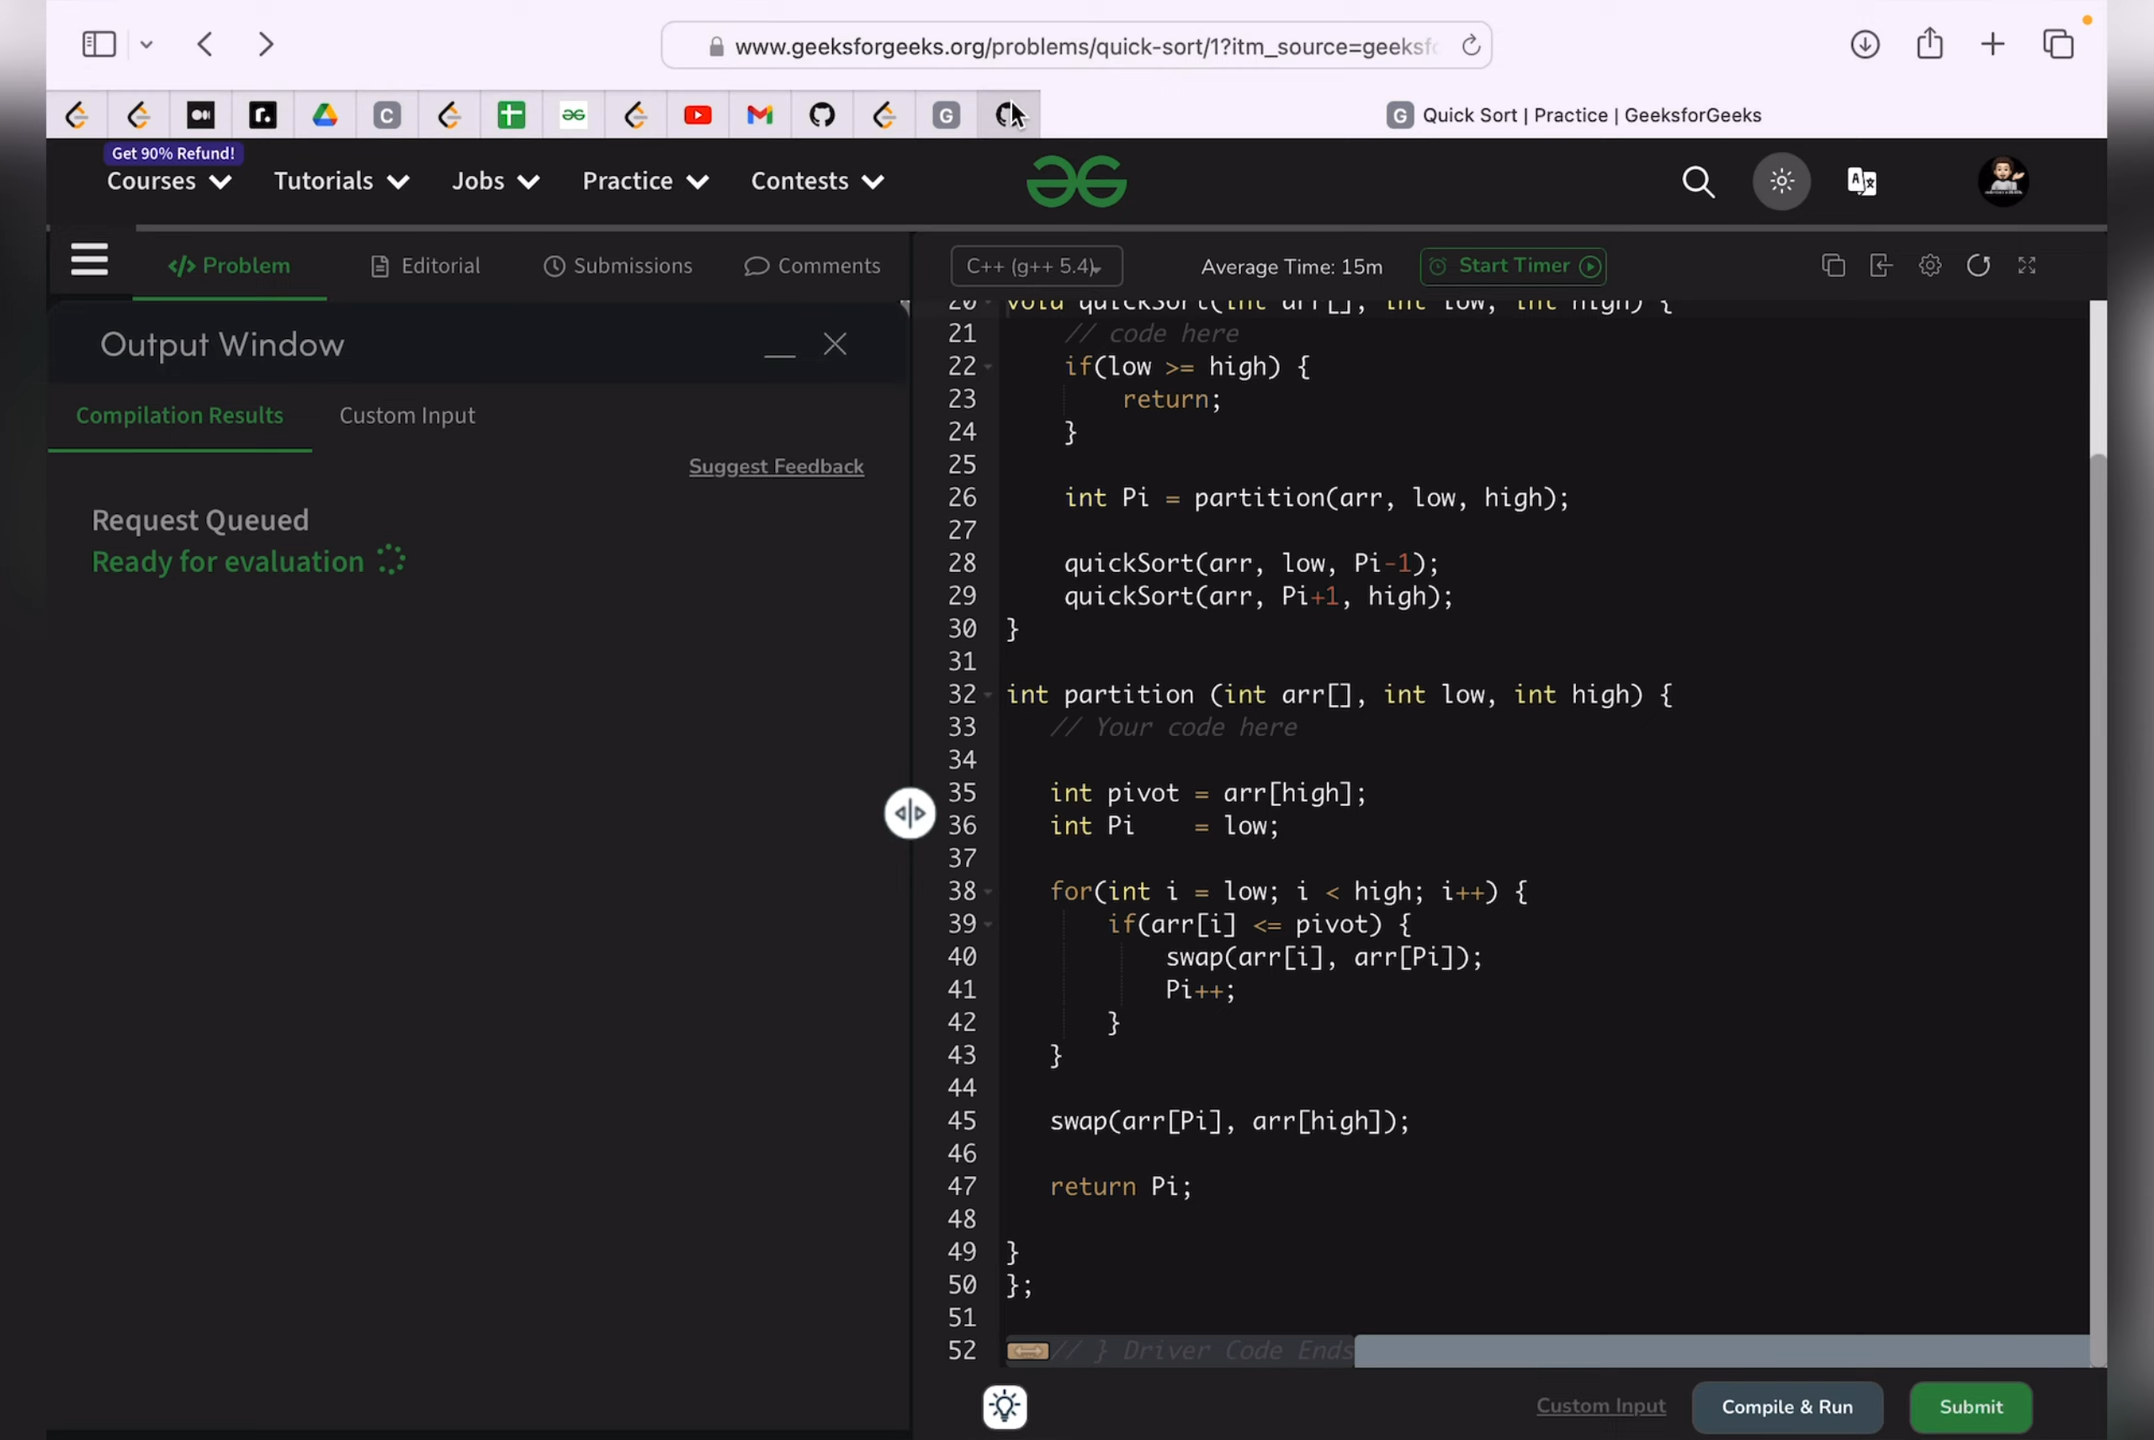 www.geeksforgeeks.org/problems/quick-sort/1?itm_source=geeksf
C
G
G Quick Sort | Practice | GeeksforGeeks
Get 90% Refund!
Courses Tutorials Jobs Practice Contests
</> Problem Editorial Submissions Comments
C++ (g++ 5.4) Average Time: 15m Start Timer
Output Window
Compilation Results Custom Input
Suggest Feedback
Request Queued
Ready for evaluation
20 void quickSort(int arr[], int low, int high) {
21 // code here
22 if(low >= high) {
23 return;
24 }
25
26 int Pi = partition(arr, low, high);
27
28 quickSort(arr, low, Pi-1);
29 quickSort(arr, Pi+1, high);
30 }
31
32 int partition (int arr[], int low, int high) {
33 // Your code here
34
35 int pivot = arr[high];
36 int Pi = low;
37
38 for(int i = low; i < high; i++) {
39 if(arr[i] <= pivot) {
40 swap(arr[i], arr[Pi]);
41 Pi++;
42 }
43 }
44
45 swap(arr[Pi], arr[high]);
46
47 return Pi;
48
49 }
50 };
51
52 // } Driver Code Ends
Custom Input Compile & Run Submit